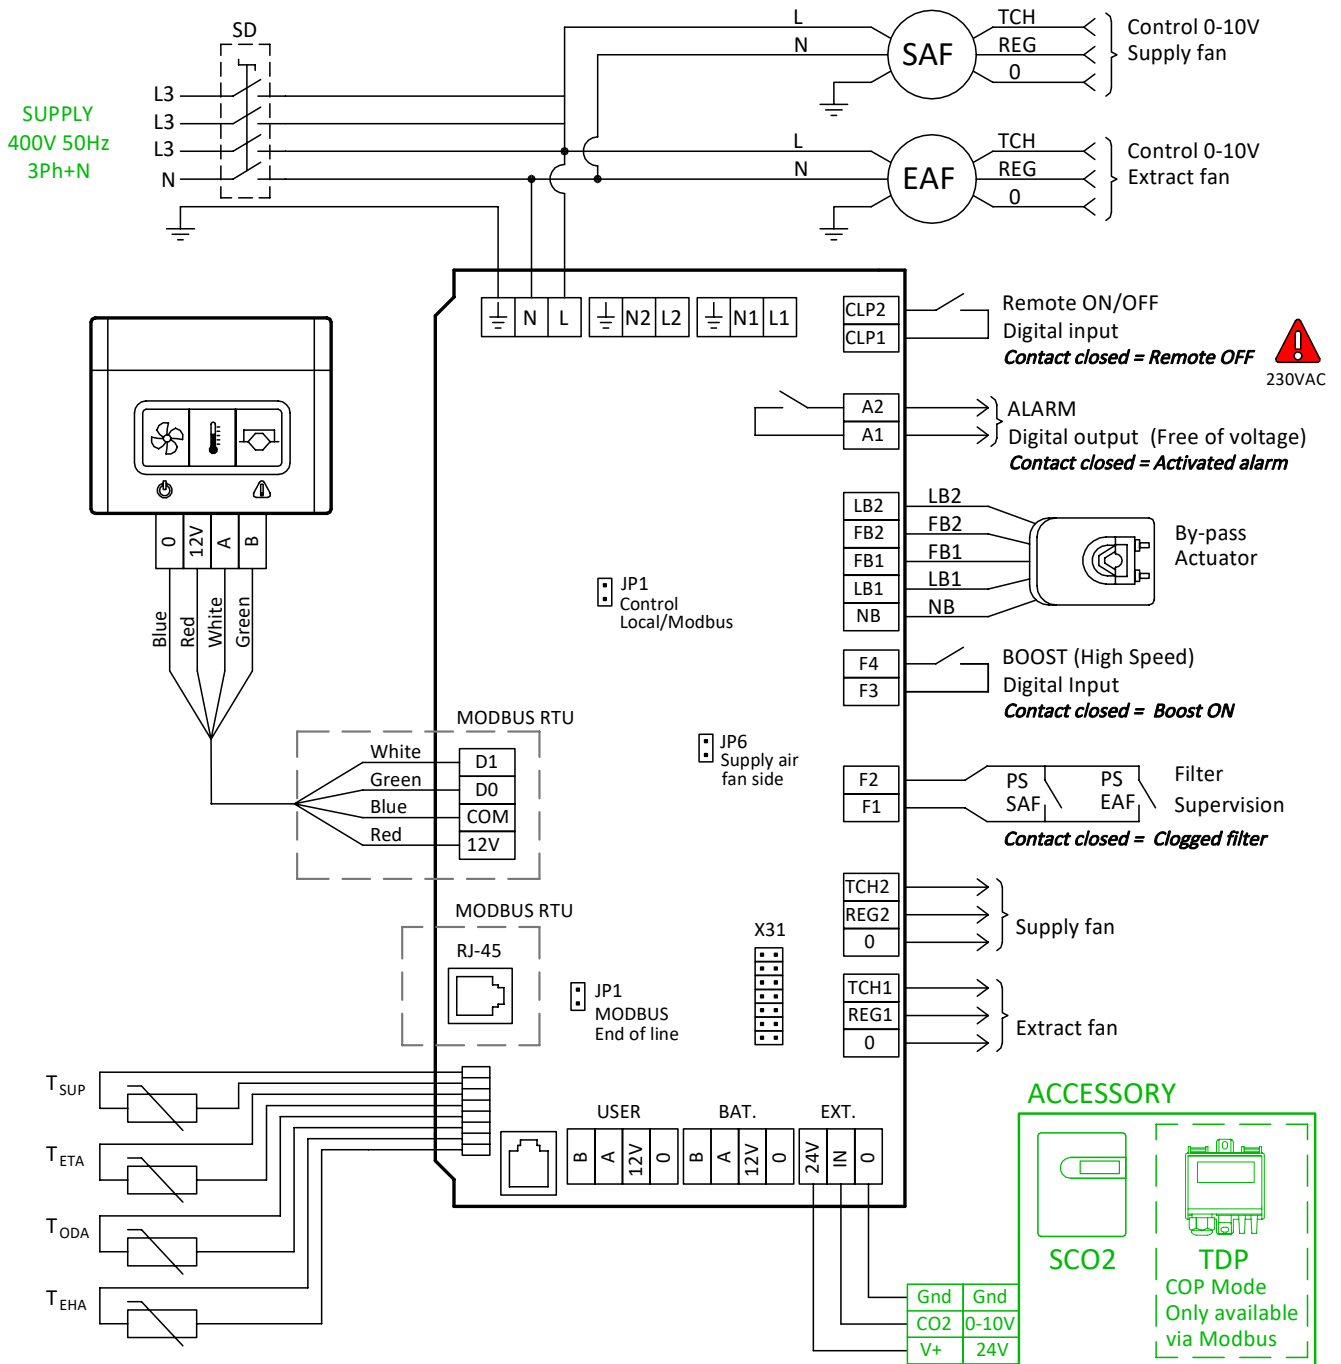 SD
L3
L3
L3
N
SUPPLY
400V 50Hz
3Ph+N
L
N
SAF
TCH
REG
0
Control 0-10V
Supply fan
L
N
EAF
TCH
REG
0
Control 0-10V
Extract fan
N L
N2 L2
N1 L1
CLP2
CLP1
Remote ON/OFF
Digital input
Contact closed = Remote OFF
230VAC
A2
A1
ALARM
Digital output (Free of voltage)
Contact closed = Activated alarm
LB2
FB2
FB1
LB1
NB
LB2
FB2
FB1
LB1
NB
By-pass
Actuator
0
12V
A
B
Blue
Red
White
Green
JP1
Control
Local/Modbus
F4
F3
BOOST (High Speed)
Digital Input
Contact closed = Boost ON
MODBUS RTU
White
Green
Blue
Red
D1
D0
COM
12V
JP6
Supply air
fan side
F2
F1
PS
SAF
PS
EAF
Filter
Supervision
Contact closed = Clogged filter
MODBUS RTU
RJ-45
JP1
MODBUS
End of line
X31
TCH2
REG2
0
Supply fan
TCH1
REG1
0
Extract fan
TSUP
TETA
TODA
TEHA
USER
B
A
12V
0
BAT.
B
A
12V
0
EXT.
24V
IN
0
ACCESSORY
SCO2
TDP
COP Mode
Only available
via Modbus
Gnd Gnd
CO2 0-10V
V+ 24V